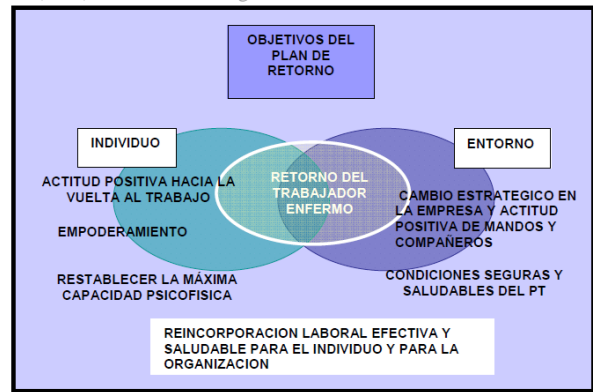 OBJETIVOS DEL
PLAN DE
RETORNO
INDIVIDUO
ENTORNO
RETORNO DEL
TRABAJADOR
ENFERMO
ACTITUD POSITIVA HACIA LA
VUELTA AL TRABAJO
EMPODERAMIENTO
RESTABLECER LA MÁXIMA
CAPACIDAD PSICOFISICA
CAMBIO ESTRATEGICO EN
LA EMPRESA Y ACTITUD
POSITIVA DE MANDOS Y
COMPAÑEROS
CONDICIONES SEGURAS Y
SALUDABLES DEL PT
REINCORPORACION LABORAL EFECTIVA Y
SALUDABLE PARA EL INDIVIDUO Y PARA LA
ORGANIZACION